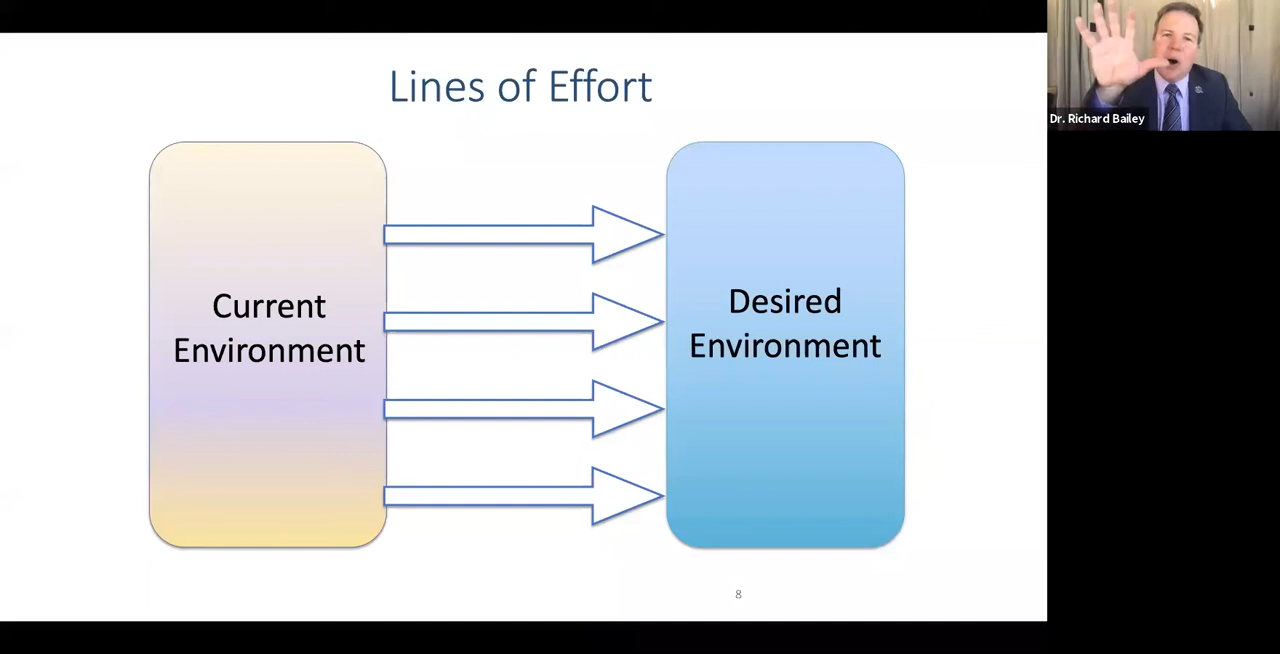 Lines of Effort
Current
Environment
Desired
Environment
8
Dr. Richard Bailey